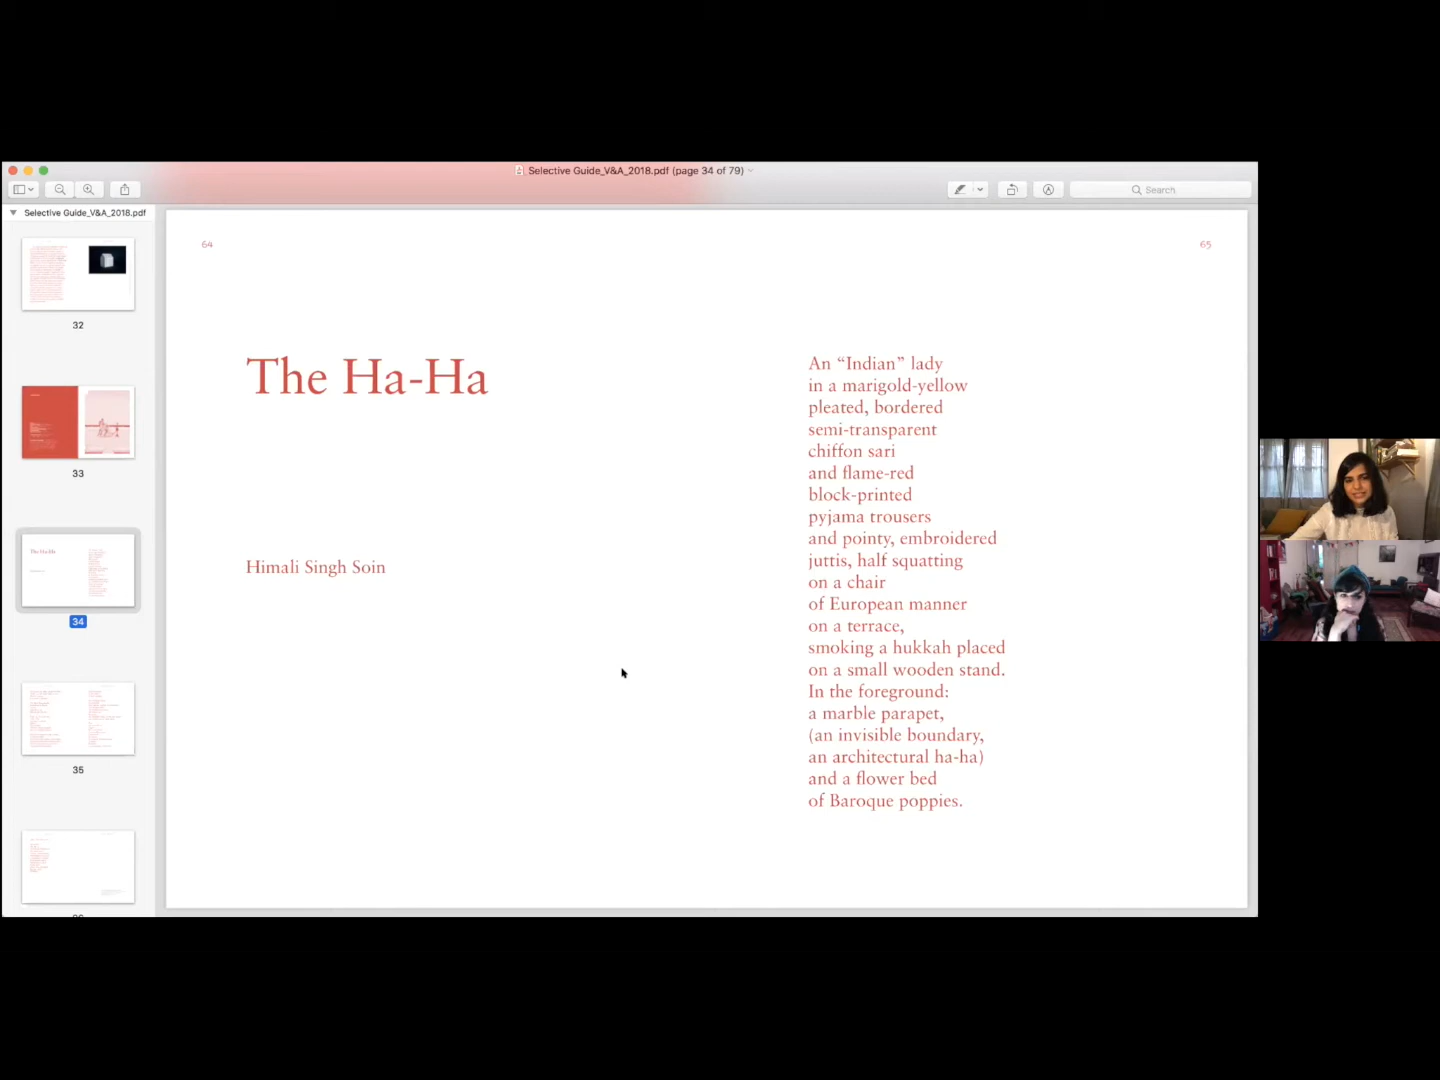 Selective Guide_V&A_2018.pdf (page 34 of 79)
Search
Selective Guide_V&A_2018.pdf
32
33
The Ha-Ha
34
35
64
65
The Ha-Ha
Himali Singh Soin
An “Indian” lady
in a marigold-yellow
pleated, bordered
semi-transparent
chiffon sari
and flame-red
block-printed
pyjama trousers
and pointy, embroidered
juttis, half squatting
on a chair
of European manner
on a terrace,
smoking a hukkah placed
on a small wooden stand.
In the foreground:
a marble parapet,
(an invisible boundary,
an architectural ha-ha)
and a flower bed
of Baroque poppies.